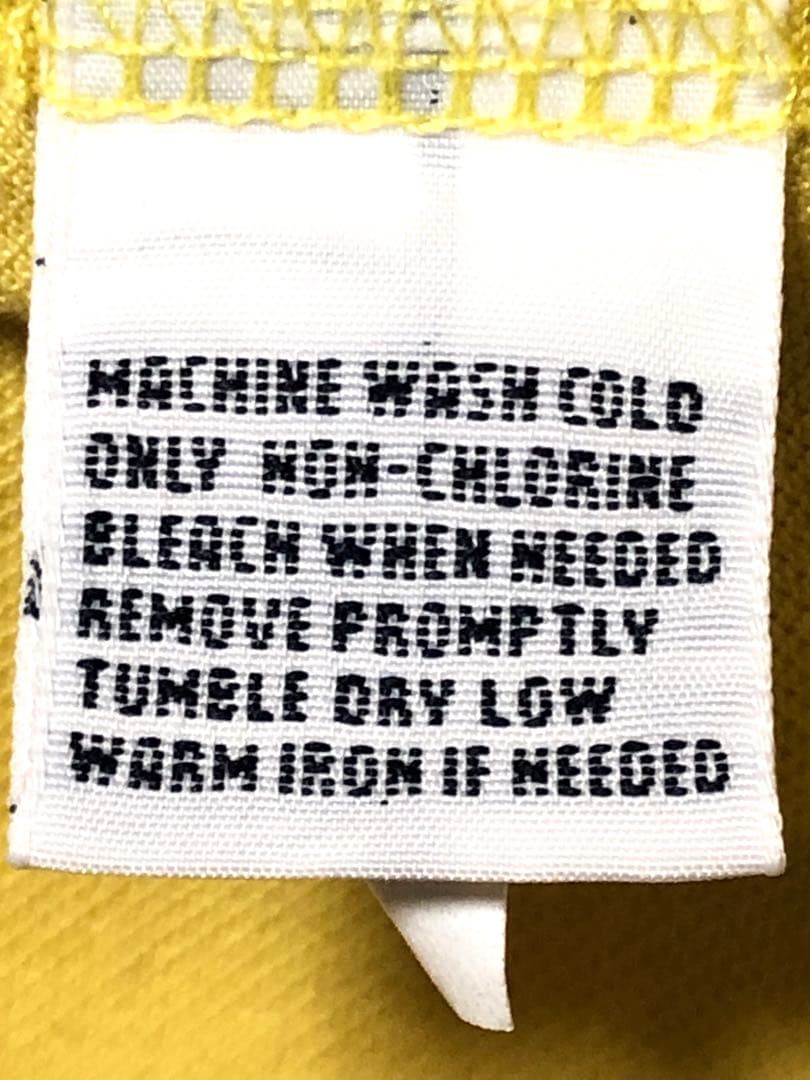 MACHINE WASH COLD
ONLY NON-CHLORINE
BLEACH WHEN NEEDED
REMOVE PROMPTLY
TUMBLE DRY LOW
WARM IRON IF NEEDED